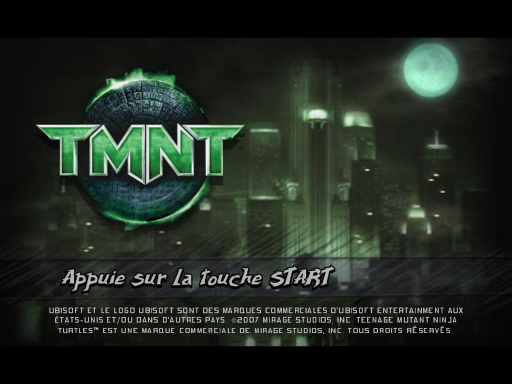 TMNT
Appuie sur la touche START
UBISOFT ET LE LOGO UBISOFT SONT DES MARQUES COMMERCIALES D'UBISOFT ENTERTAINMENT AUX
ÉTATS-UNIS ET/OU DANS D'AUTRES PAYS. ©2007 MIRAGE STUDIOS, INC. TEENAGE MUTANT NINJA
TURTLES™ EST UNE MARQUE COMMERCIALE DE MIRAGE STUDIOS, INC. TOUS DROITS RÉSERVÉS.